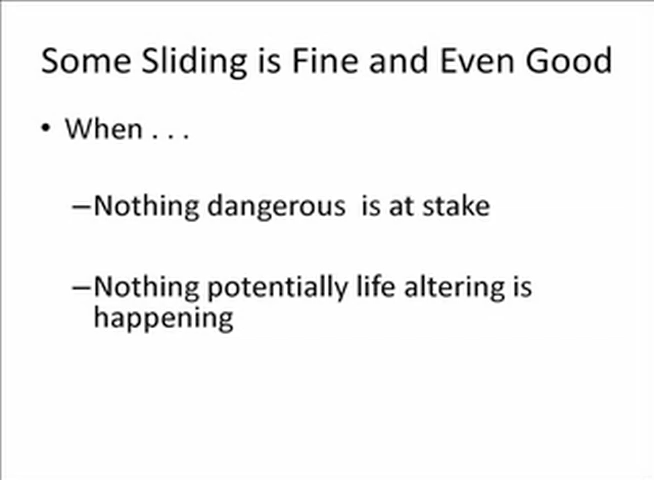 Some Sliding is Fine and Even Good
• When . . .
–Nothing dangerous  is at stake
–Nothing potentially life altering is
happening